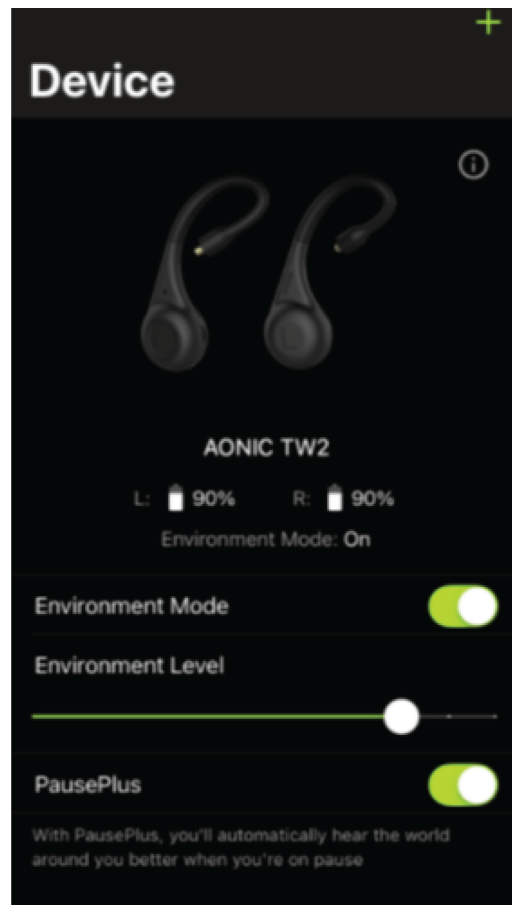 Device
AONIC TW2
L: 90% R: 90%
Environment Mode: On
Environment Mode
Environment Level
PausePlus
With PausePlus, you'll automatically hear the world
around you better when you're on pause